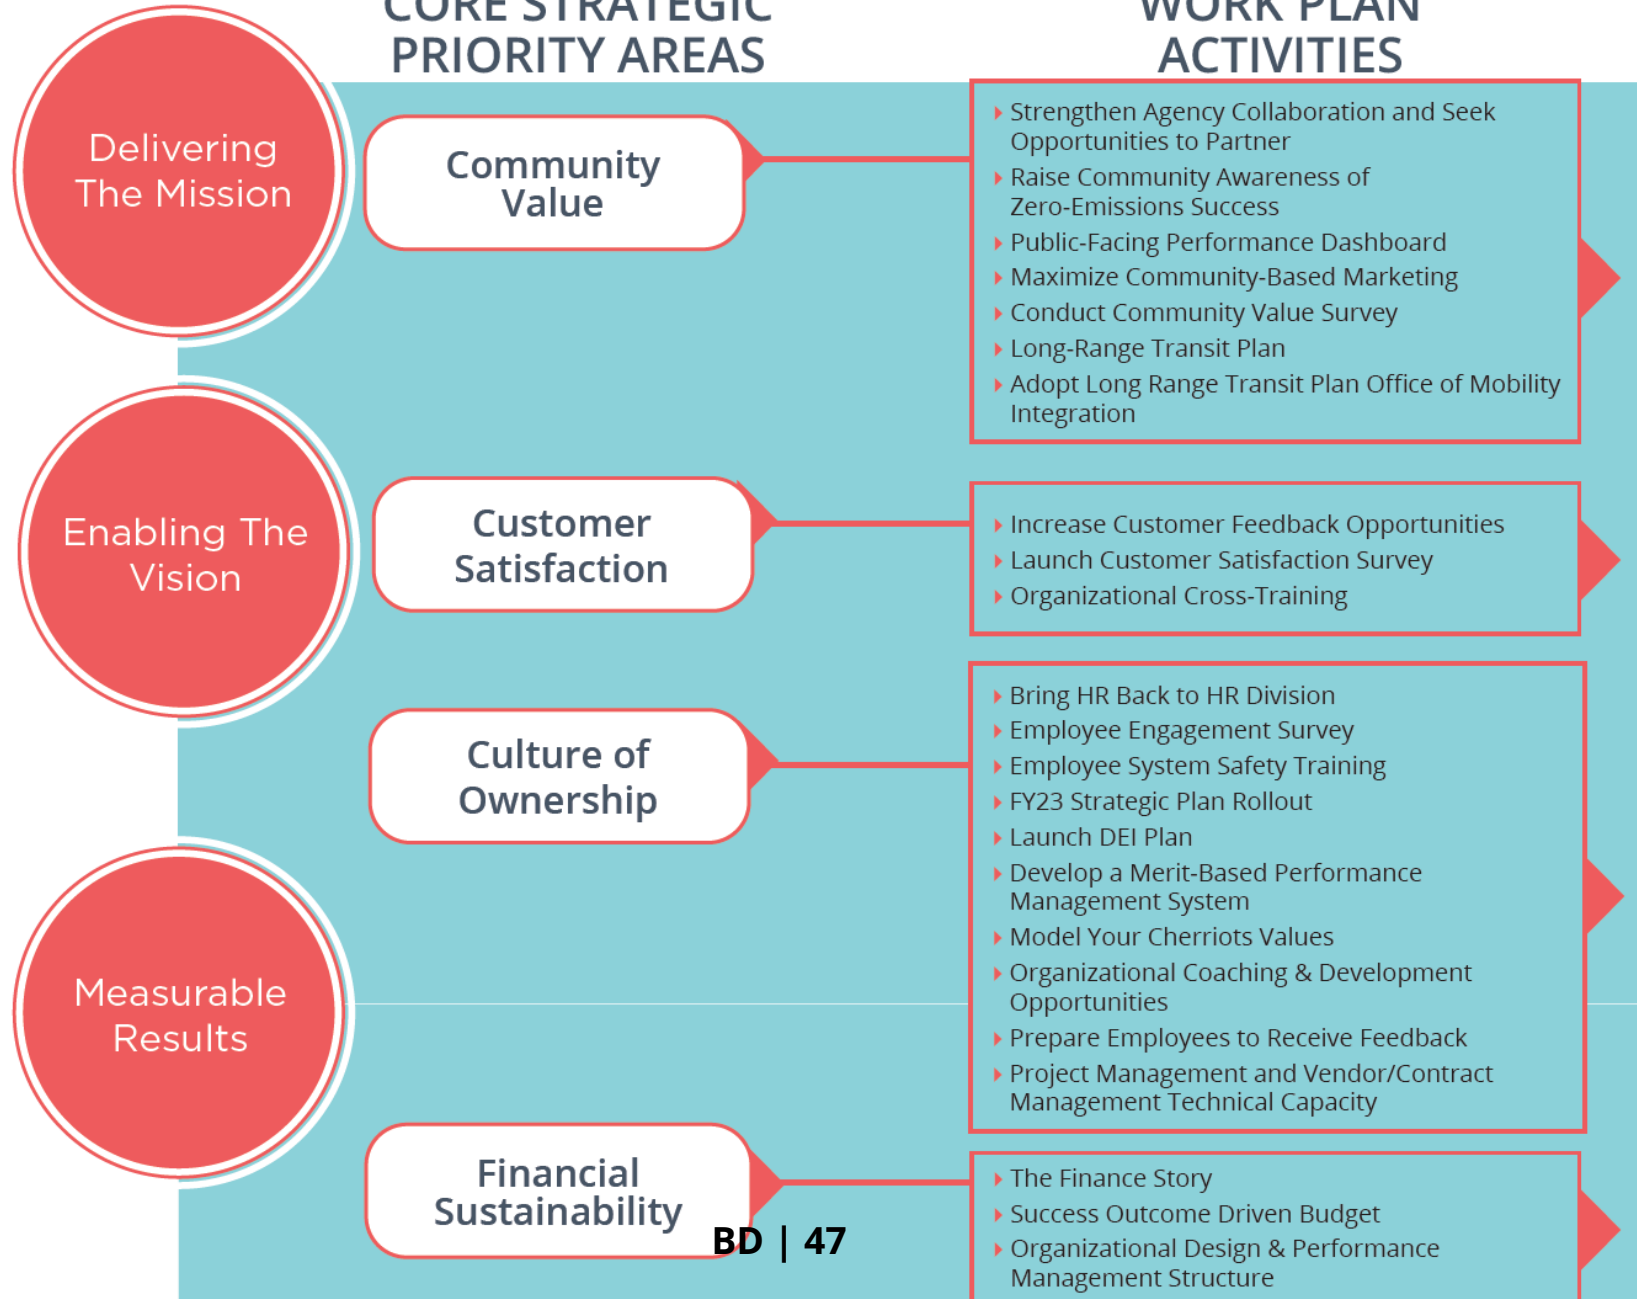 CORE STRATEGIC
PRIORITY AREAS
WORK PLAN
ACTIVITIES
Delivering
The Mission
Enabling The
Vision
Measurable
Results
Community
Value
Strengthen Agency Collaboration and Seek
Opportunities to Partner
Raise Community Awareness of
Zero-Emissions Success
Public-Facing Performance Dashboard
Maximize Community-Based Marketing
Conduct Community Value Survey
Long-Range Transit Plan
Adopt Long Range Transit Plan Office of Mobility
Integration
Customer
Satisfaction
Increase Customer Feedback Opportunities
Launch Customer Satisfaction Survey
Organizational Cross-Training
Culture of
Ownership
Bring HR Back to HR Division
Employee Engagement Survey
Employee System Safety Training
FY23 Strategic Plan Rollout
Launch DEI Plan
Develop a Merit-Based Performance
Management System
Model Your Cherriots Values
Organizational Coaching & Development
Opportunities
Prepare Employees to Receive Feedback
Project Management and Vendor/Contract
Management Technical Capacity
Financial
Sustainability
The Finance Story
Success Outcome Driven Budget
Organizational Design & Performance
Management Structure
BD | 47